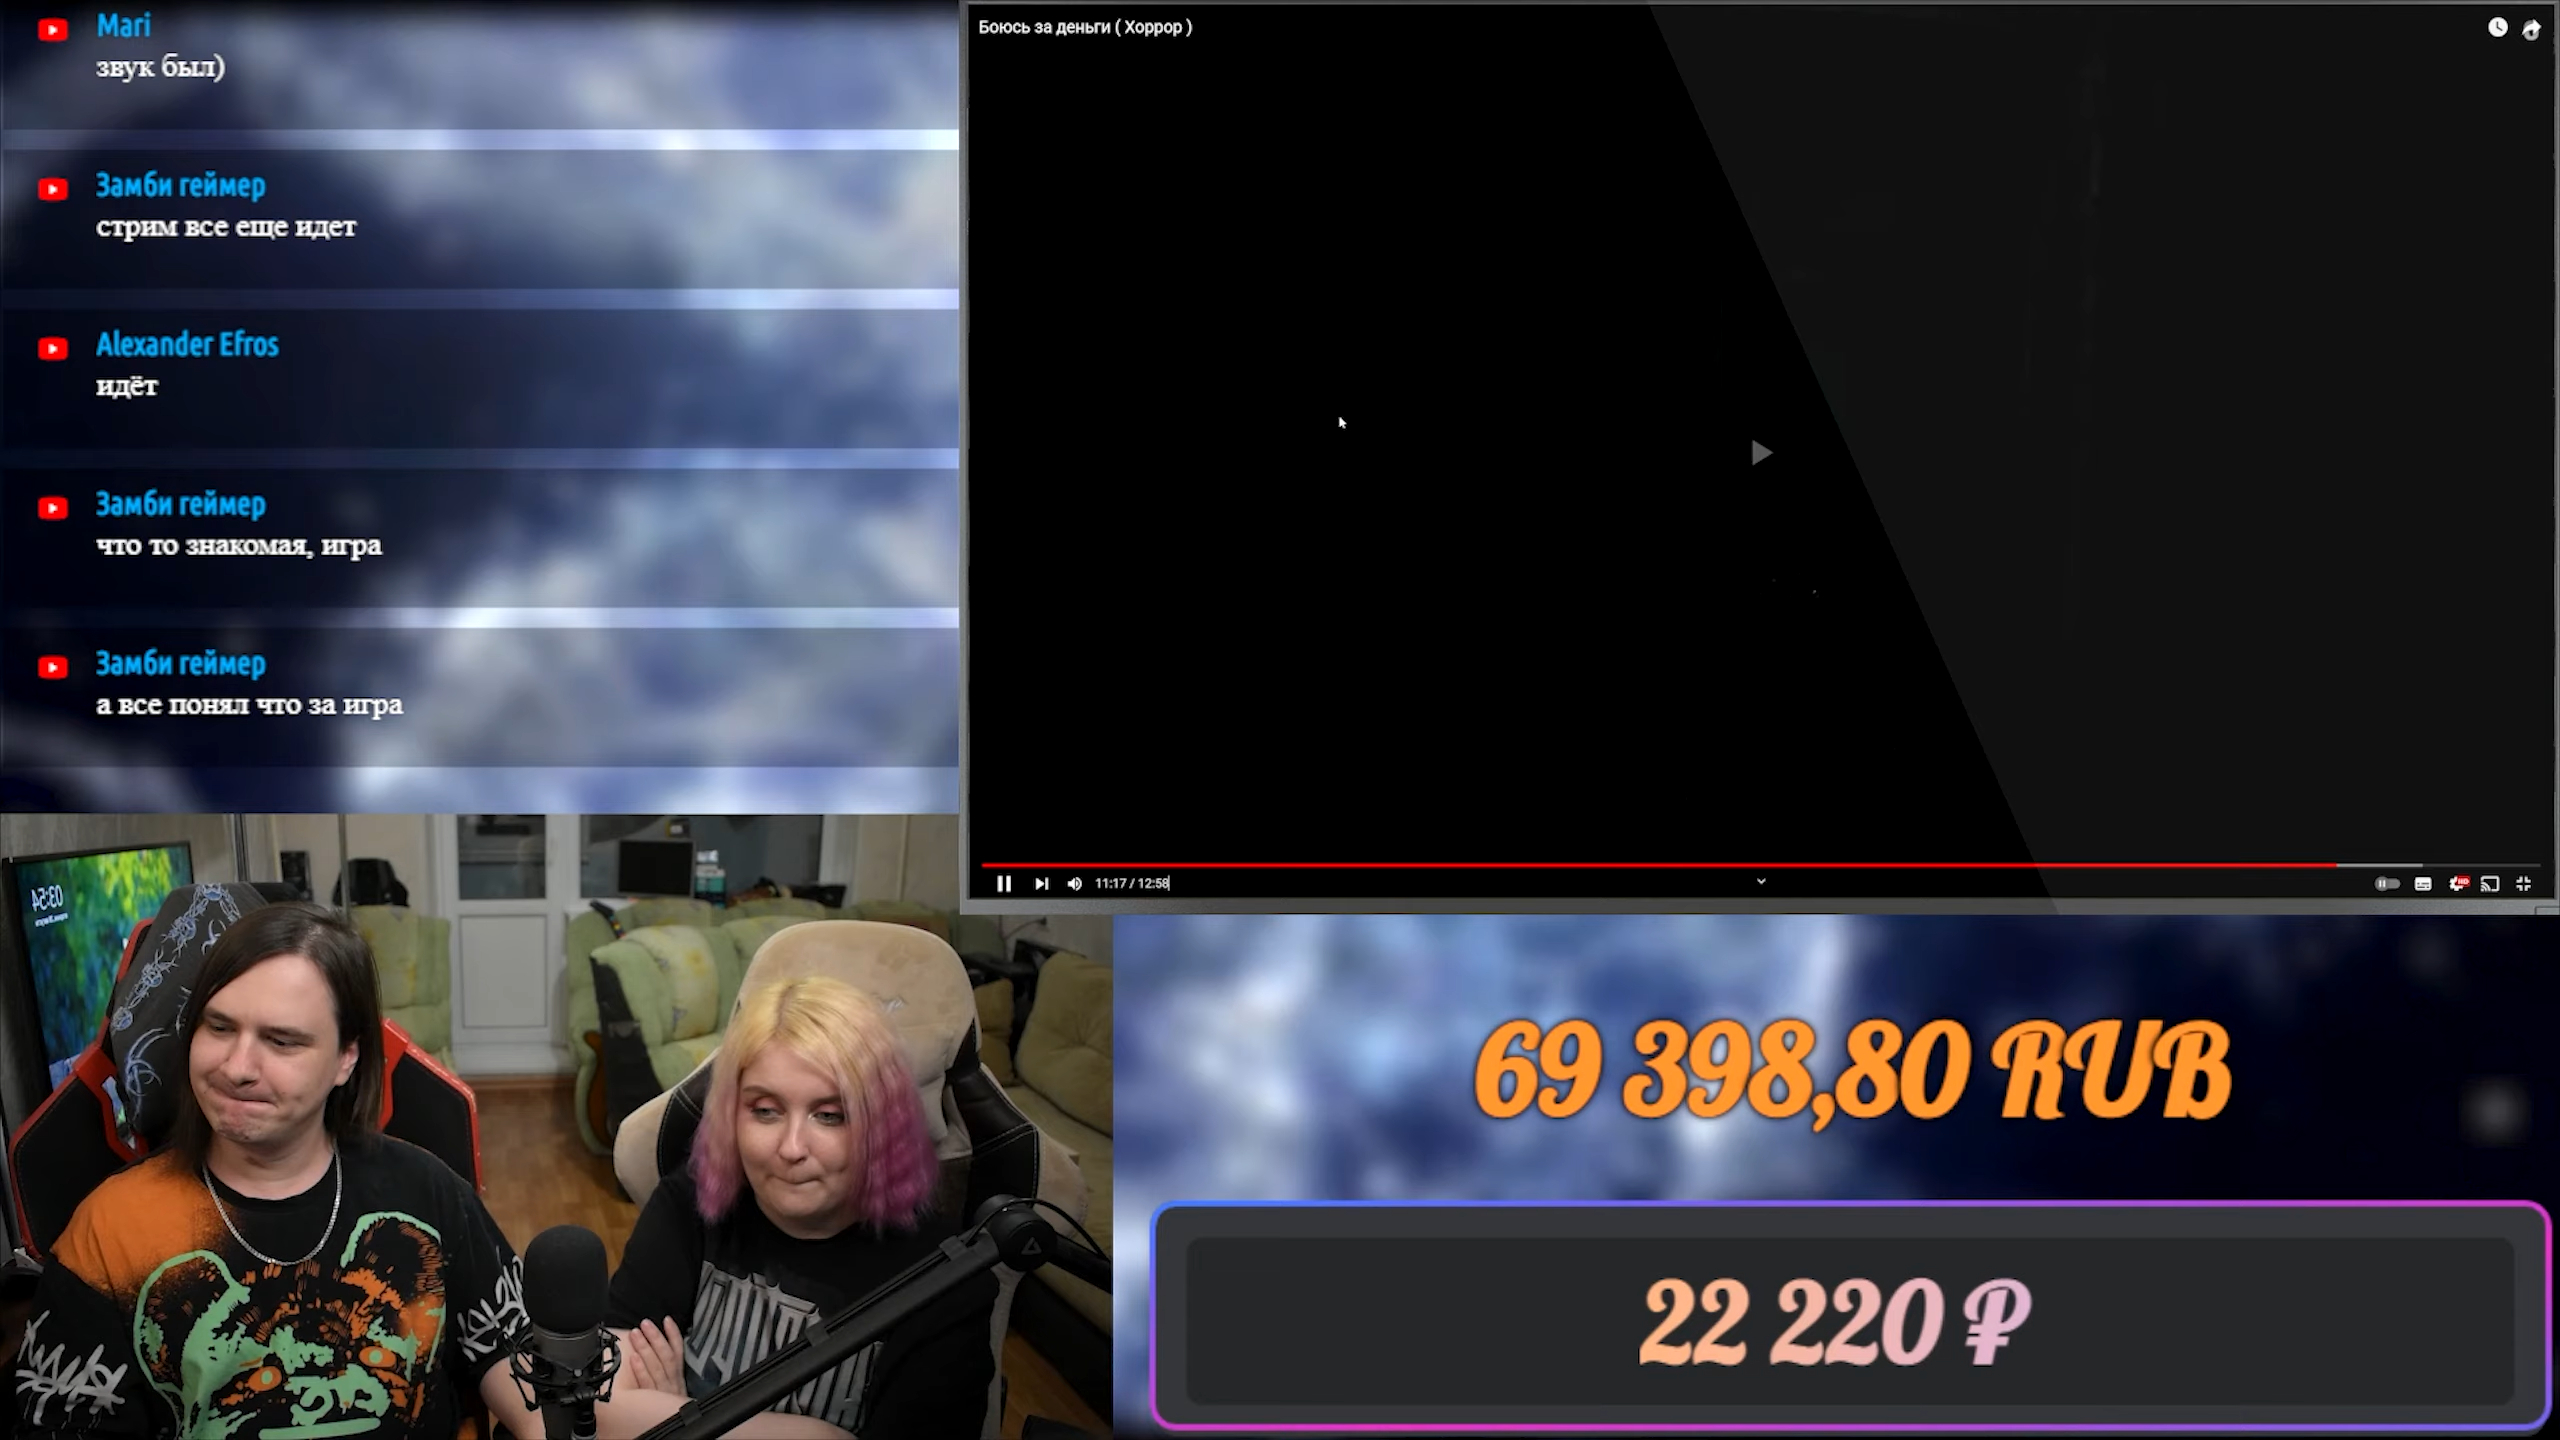 Mari
звук был)
Замби геймер
стрим все еще идет
Alexander Efros
идёт
Замби геймер
что то знакомая, игра
Замби геймер
а все понял что за игра
Боюсь за деньги ( Хоррор )
11:17 / 12:58
03:54
69 398,80 RUB
22 220 ₽